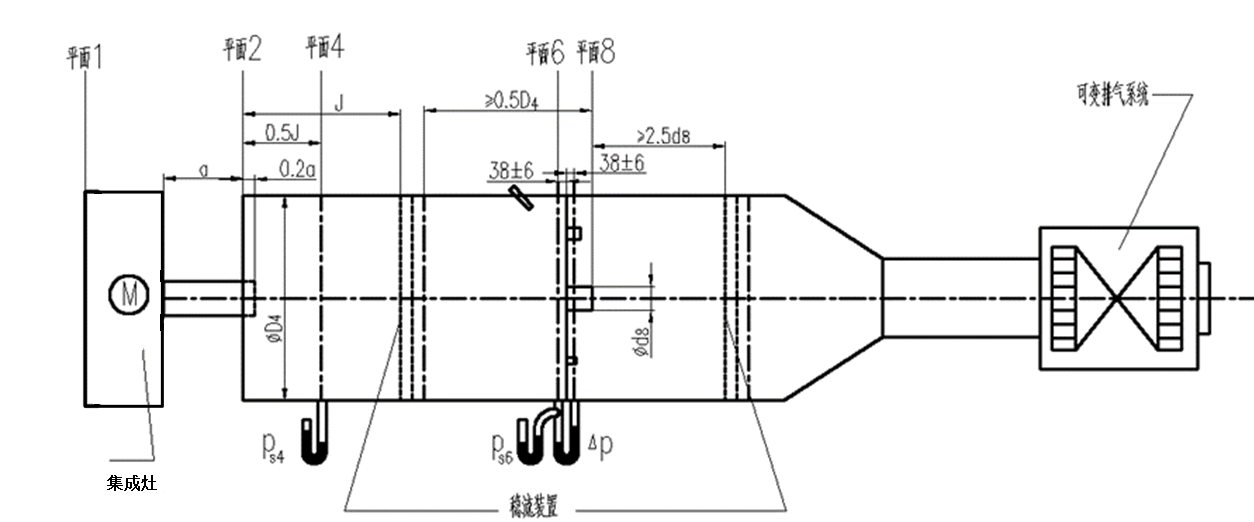 平面1
平面2
平面4
平面6
平面8
可变排气系统
J
≥0.5D4
0.5J
≥2.5d8
a
0.2a
38±6
38±6
M
øD4
ød8
ps4
ps6
Δp
集成灶
稳流装置